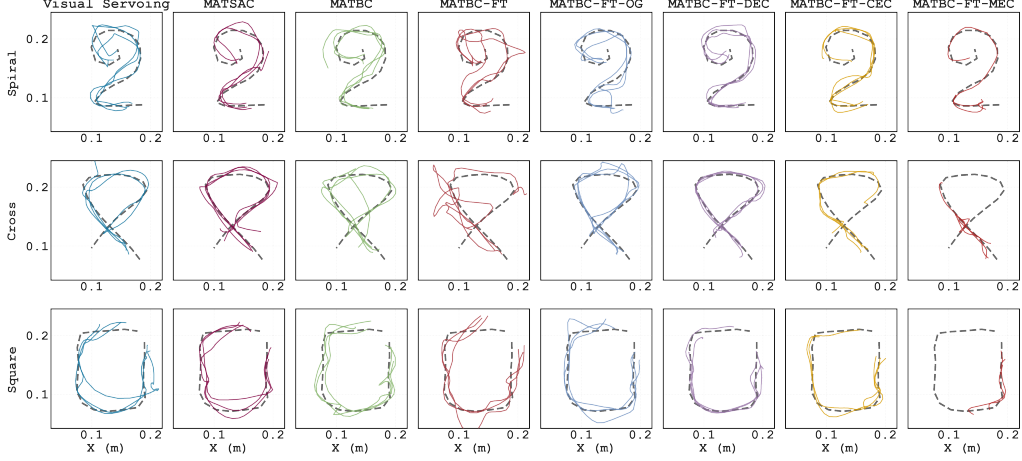 Visual Servoing MATSAC MATBC MATBC-FT MATBC-FT-OG MATBC-FT-DEC MATBC-FT-CEC MATBC-FT-MEC
Spiral
0.2
0.1
0.1 0.2 0.1 0.2 0.1 0.2 0.1 0.2 0.1 0.2 0.1 0.2 0.1 0.2 0.1 0.2
Cross
0.2
0.1
0.1 0.2 0.1 0.2 0.1 0.2 0.1 0.2 0.1 0.2 0.1 0.2 0.1 0.2 0.1 0.2
Square
0.2
0.1
0.1 0.2 0.1 0.2 0.1 0.2 0.1 0.2 0.1 0.2 0.1 0.2 0.1 0.2 0.1 0.2
X (m) X (m) X (m) X (m) X (m) X (m) X (m) X (m)